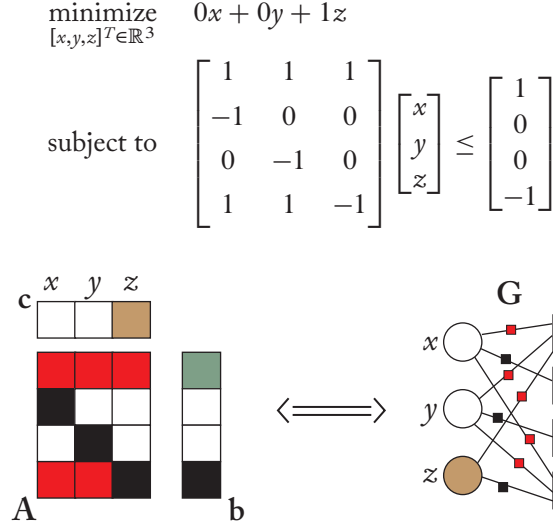 minimize 0x + 0y + 1z
[x,y,z]ᵀ∈ℝ³
subject to
1 1 1
−1 0 0
0 −1 0
1 1 −1
x
y
z
≤
1
0
0
−1
x y z
c
A
b
G
x
y
z